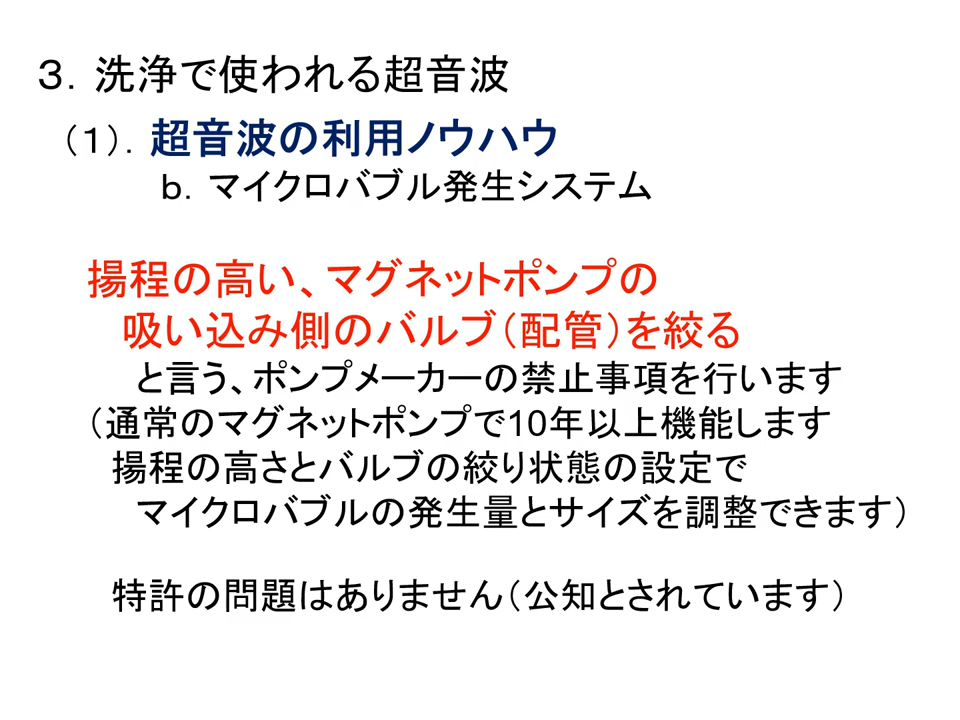 ３．洗浄で使われる超音波
（１）．超音波の利用ノウハウ
ｂ．マイクロバブル発生システム
揚程の高い、マグネットポンプの
吸い込み側のバルブ（配管）を絞る
と言う、ポンプメーカーの禁止事項を行います
（通常のマグネットポンプで10年以上機能します
揚程の高さとバルブの絞り状態の設定で
マイクロバブルの発生量とサイズを調整できます）
特許の問題はありません（公知とされています）